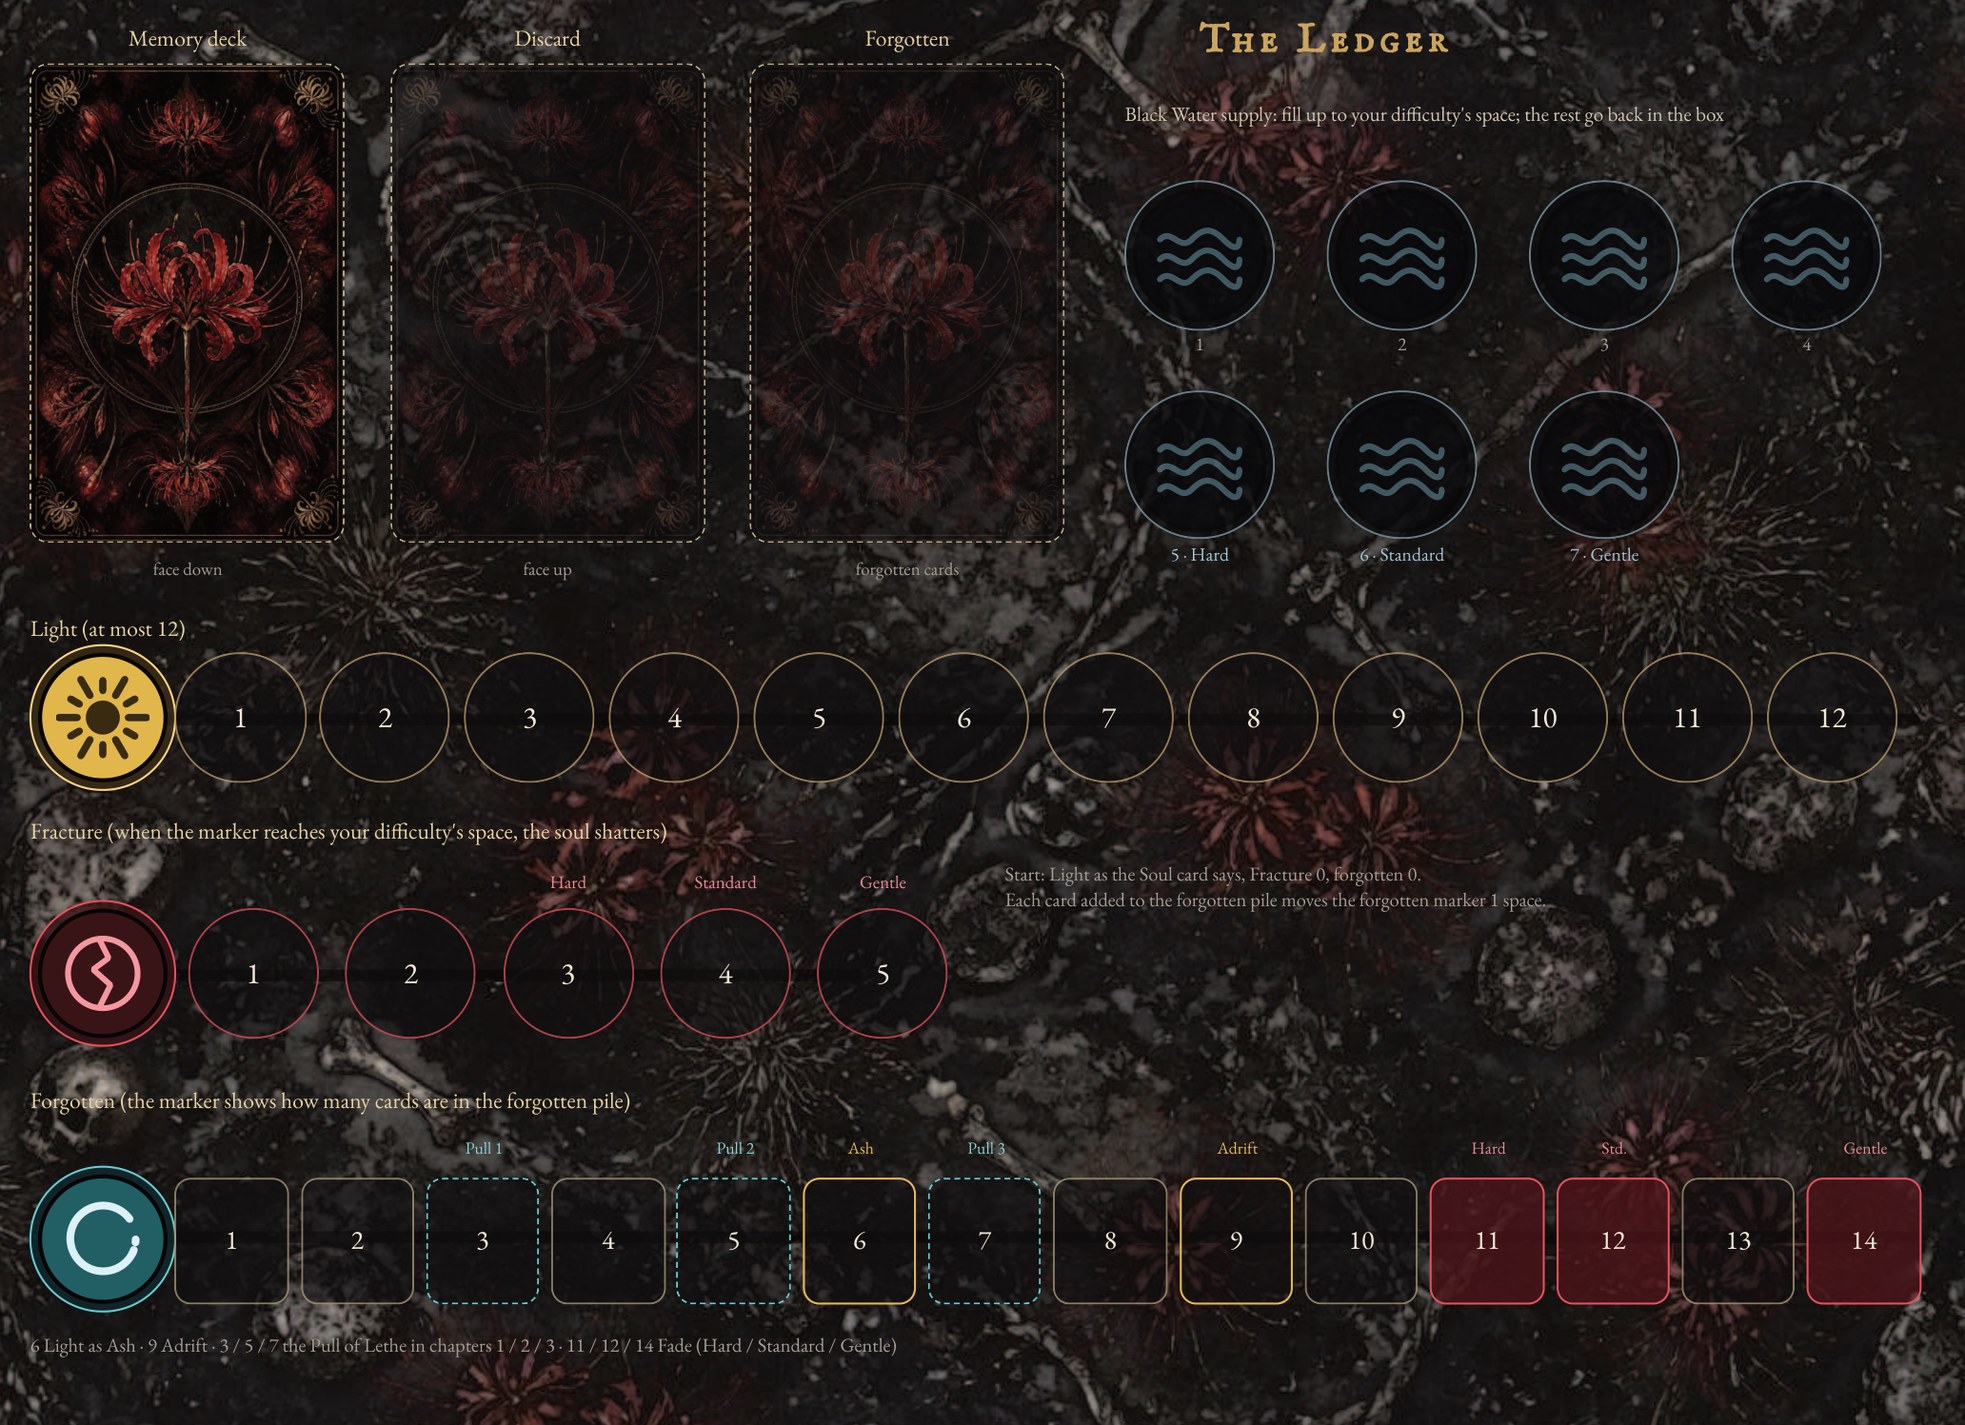 Memory deck
Discard
Forgotten
The Ledger
Black Water supply: fill up to your difficulty's space; the rest go back in the box
1
2
3
4
5 · Hard
6 · Standard
7 · Gentle
face down
face up
forgotten cards
Light (at most 12)
1
2
3
4
5
6
7
8
9
10
11
12
Fracture (when the marker reaches your difficulty's space, the soul shatters)
Start: Light as the Soul card says, Fracture 0, forgotten 0.
Each card added to the forgotten pile moves the forgotten marker 1 space.
Hard
Standard
Gentle
1
2
3
4
5
Forgotten (the marker shows how many cards are in the forgotten pile)
Pull 1
Pull 2
Ash
Pull 3
Adrift
Hard
Std.
Gentle
1
2
3
4
5
6
7
8
9
10
11
12
13
14
6 Light as Ash · 9 Adrift · 3 / 5 / 7 the Pull of Lethe in chapters 1 / 2 / 3 · 11 / 12 / 14 Fade (Hard / Standard / Gentle)